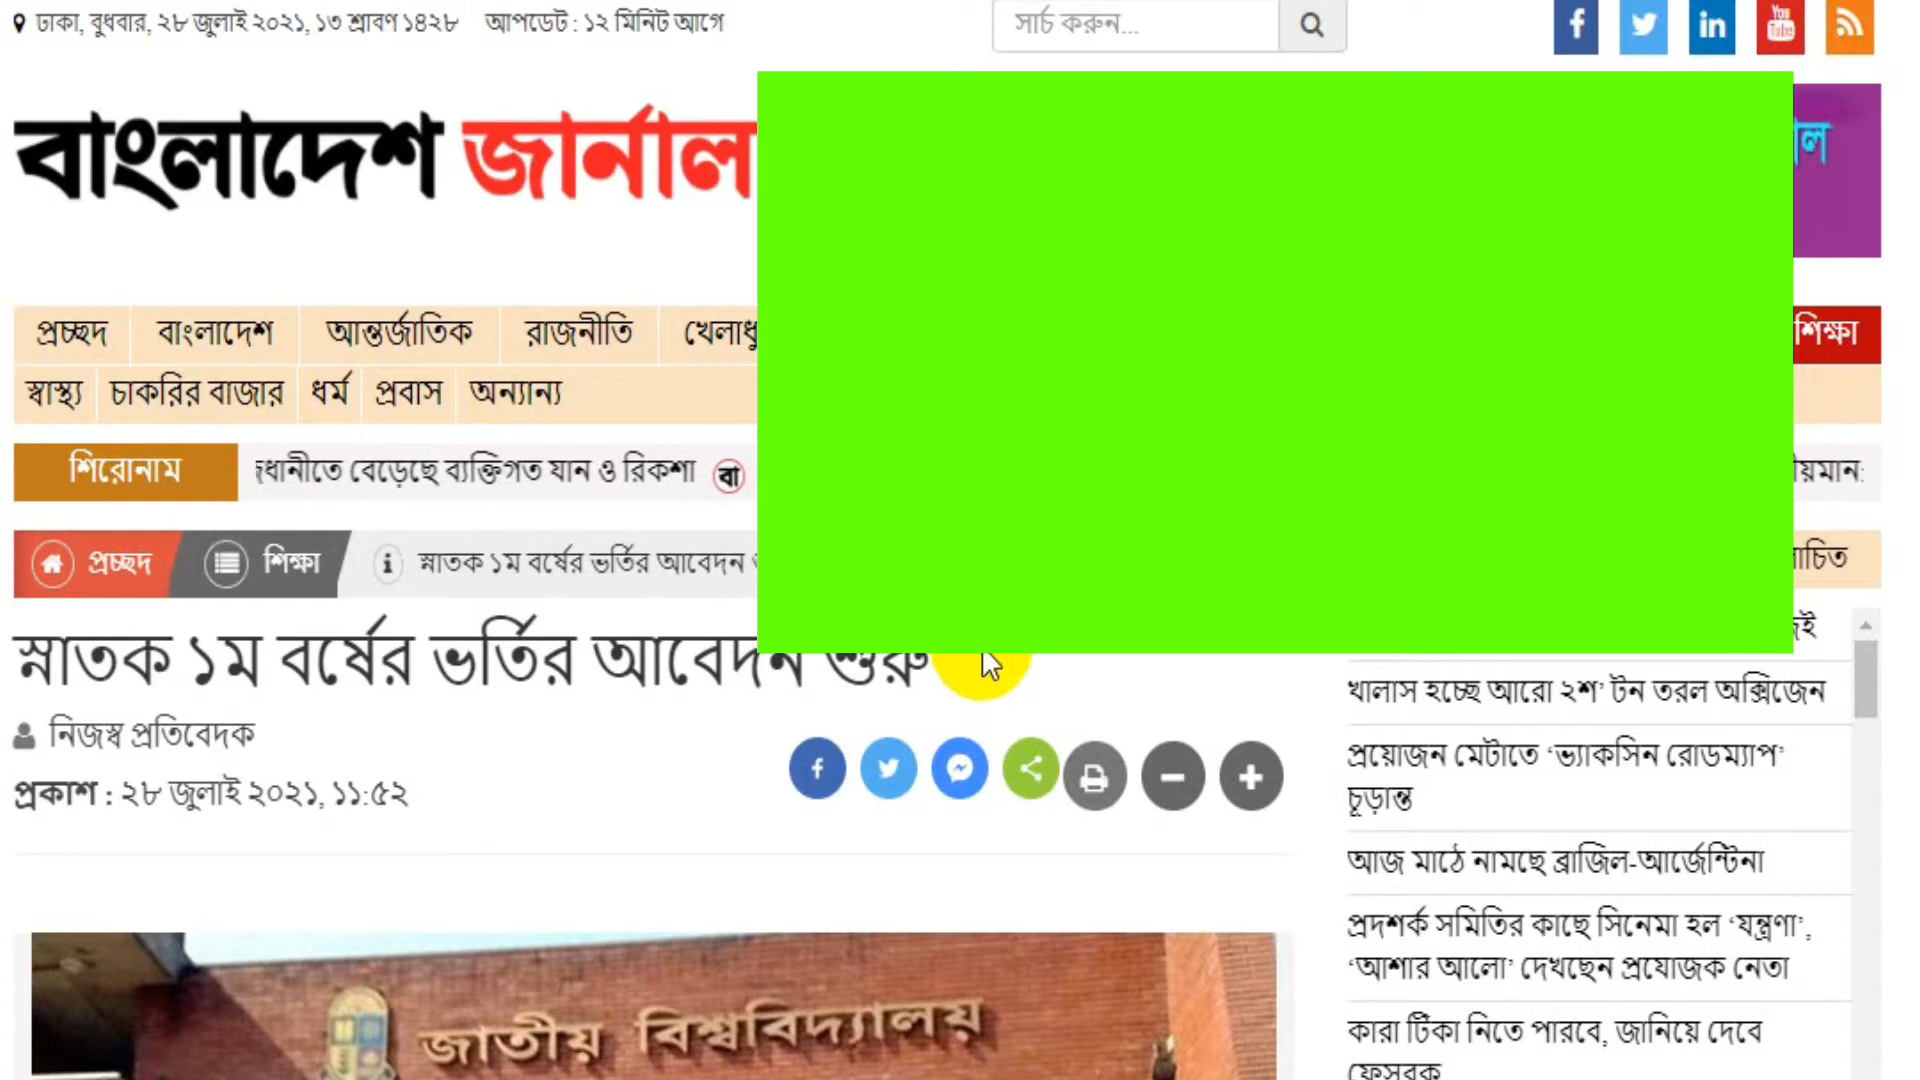 ঢাকা, বুধবার, ২৮ জুলাই ২০২১, ১৩ শ্রাবণ ১৪২৮ আপডেট : ১২ মিনিট আগে
সার্চ করুন...
বাংলাদেশ জার্নাল
প্রচ্ছদ বাংলাদেশ আন্তর্জাতিক রাজনীতি শিক্ষা
স্বাস্থ্য চাকরির বাজার ধর্ম প্রবাস অন্যান্য
শিরোনাম বেড়েছে ব্যক্তিগত যান ও রিকশা বা
প্রচ্ছদ শিক্ষা স্নাতক ১ম বর্ষের ভর্তির আবেদন
স্নাতক ১ম বর্ষের ভর্তির আবেদন শুরু
নিজস্ব প্রতিবেদক
প্রকাশ : ২৮ জুলাই ২০২১, ১১:৫২
জাতীয় বিশ্ববিদ্যালয়
খালাস হচ্ছে আরো ২শ’ টন তরল অক্সিজেন
প্রয়োজন মেটাতে ‘ভ্যাকসিন রোডম্যাপ’
চূড়ান্ত
আজ মাঠে নামছে ব্রাজিল-আর্জেন্টিনা
প্রদর্শক সমিতির কাছে সিনেমা হল ‘যন্ত্রণা’,
‘আশার আলো’ দেখছেন প্রযোজক নেতা
কারা টিকা নিতে পারবে, জানিয়ে দেবে
ফেসবুক